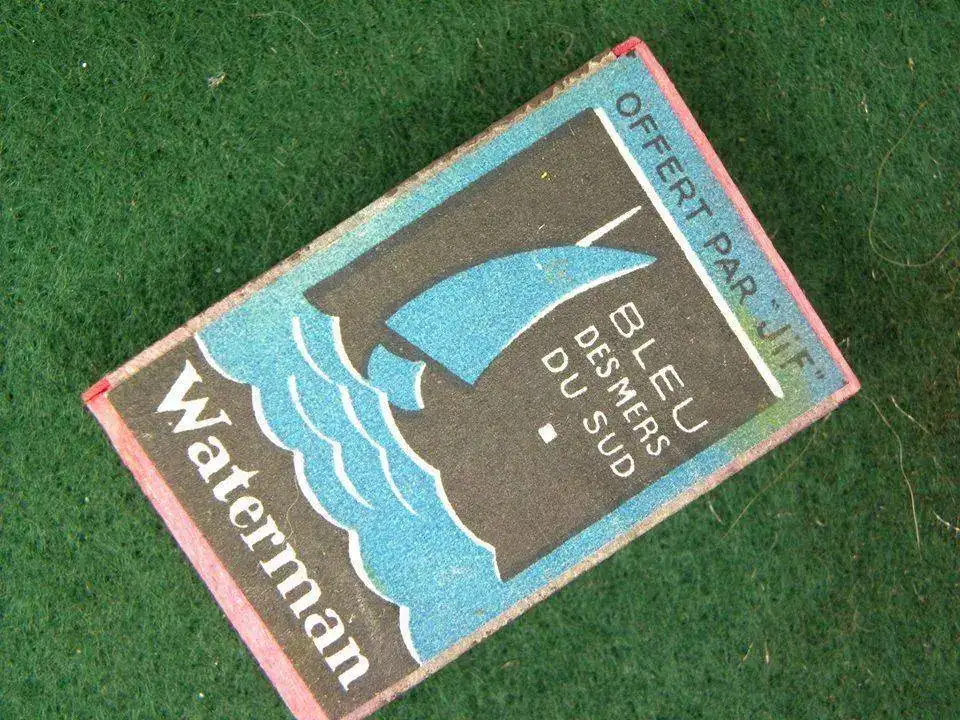 OFFERT PAR "JiF"
BLEU
DES MERS
DU SUD
Waterman